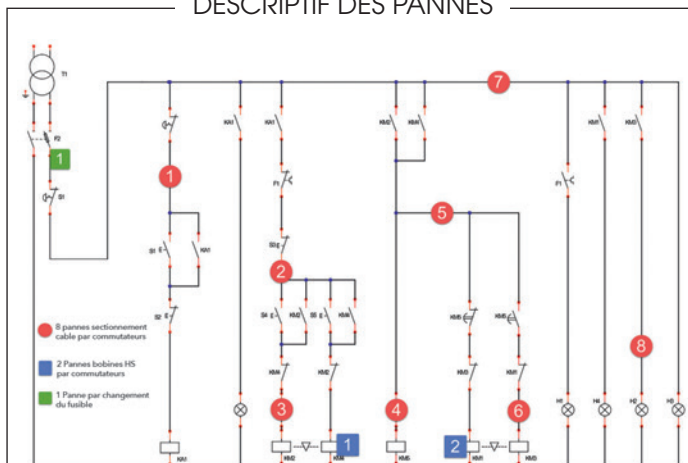 DESCRIPTIF DES PANNES
T1
7
F2
1
S1
KA1
KA1
KM2
KM4
KM1
KM3
1
F1
F1
5
S1 E
KA1
S3 E
2
S2 E
S4 E
KM2
S5 E
KM4
KM5
KM5
8 pannes sectionnement
cable par commutateurs
8
2 Pannes bobines HS
par commutateurs
KM4
KM2
KM3
KM1
1 Panne par changement
du fusible
3
4
6
H1
H4
H2
H3
1
2
KA1
KM2
KM4
KM5
KM1
KM3